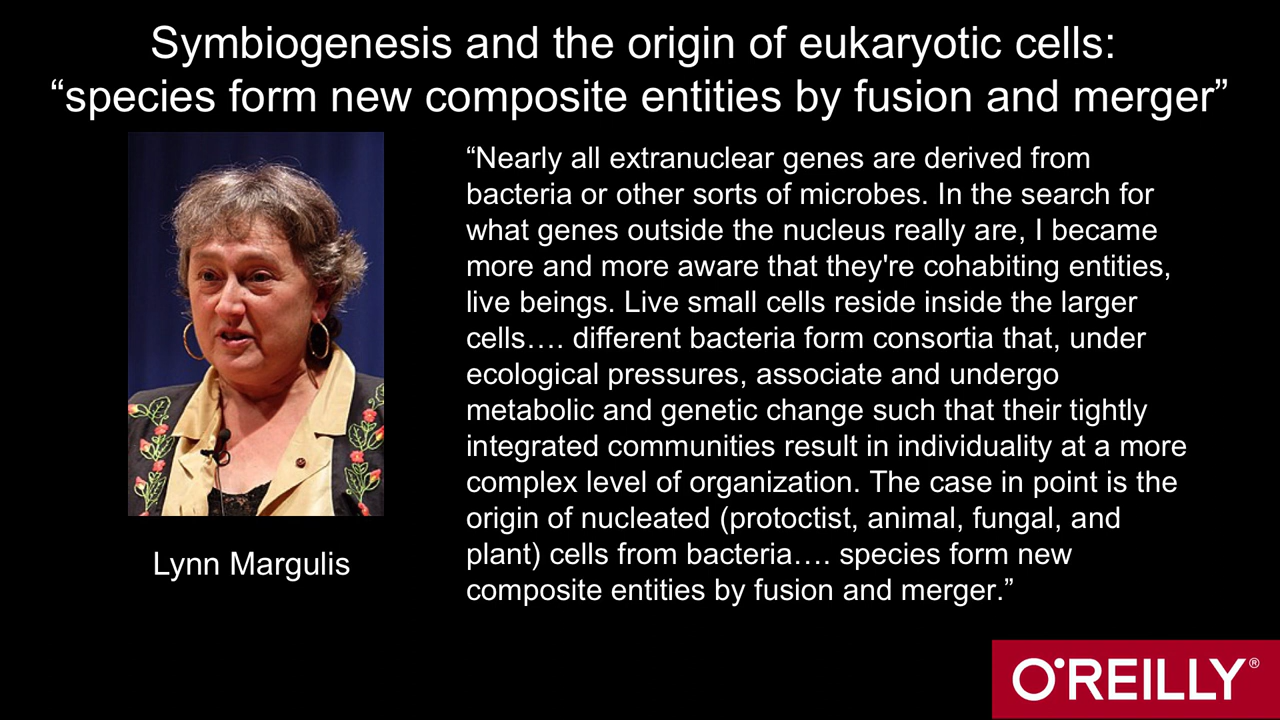 Symbiogenesis and the origin of eukaryotic cells:
“species form new composite entities by fusion and merger”
“Nearly all extranuclear genes are derived from
bacteria or other sorts of microbes. In the search for
what genes outside the nucleus really are, I became
more and more aware that they're cohabiting entities,
live beings. Live small cells reside inside the larger
cells…. different bacteria form consortia that, under
ecological pressures, associate and undergo
metabolic and genetic change such that their tightly
integrated communities result in individuality at a more
complex level of organization. The case in point is the
origin of nucleated (protoctist, animal, fungal, and
plant) cells from bacteria…. species form new
composite entities by fusion and merger.”
Lynn Margulis
O'REILLY®